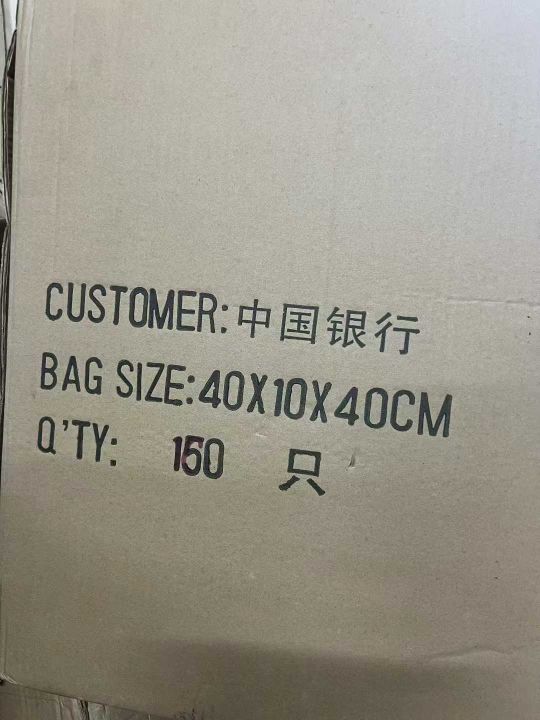 CUSTOMER:中国银行
BAG SIZE:40X10X40CM
Q'TY: 150 只